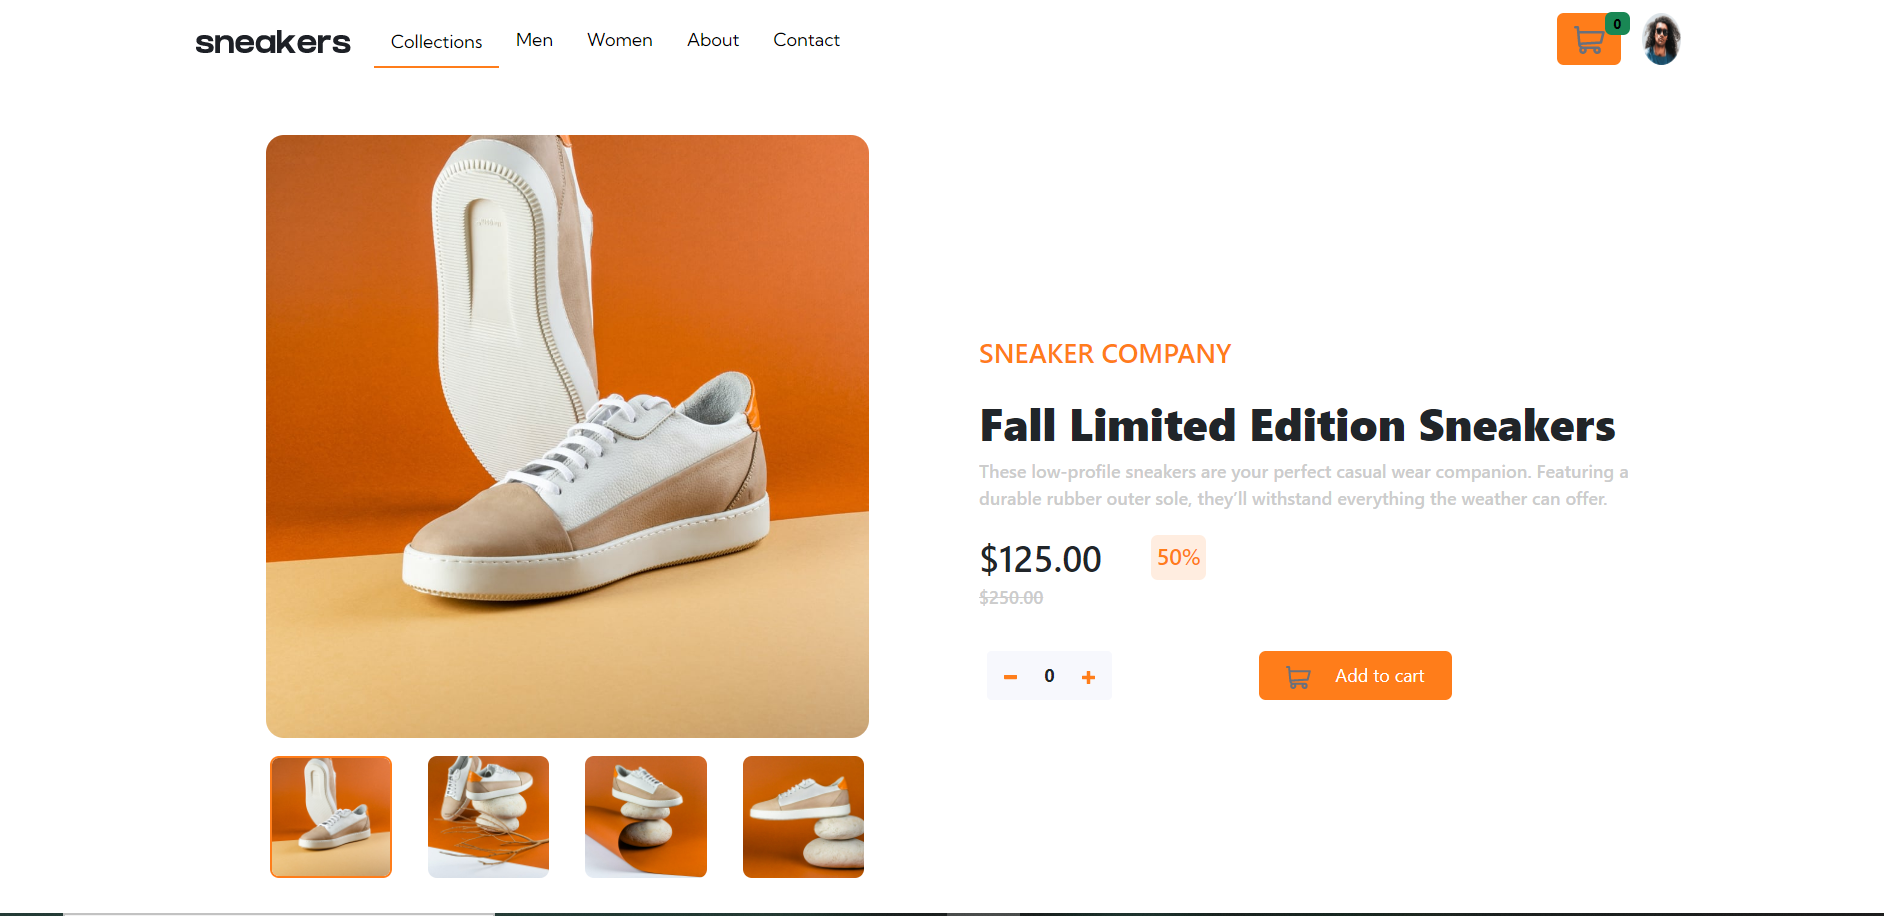 sneakers
Collections
Men
Women
About
Contact
0
SNEAKER COMPANY
Fall Limited Edition Sneakers
These low-profile sneakers are your perfect casual wear companion. Featuring a
durable rubber outer sole, they’ll withstand everything the weather can offer.
$125.00
50%
$250.00
0
Add to cart